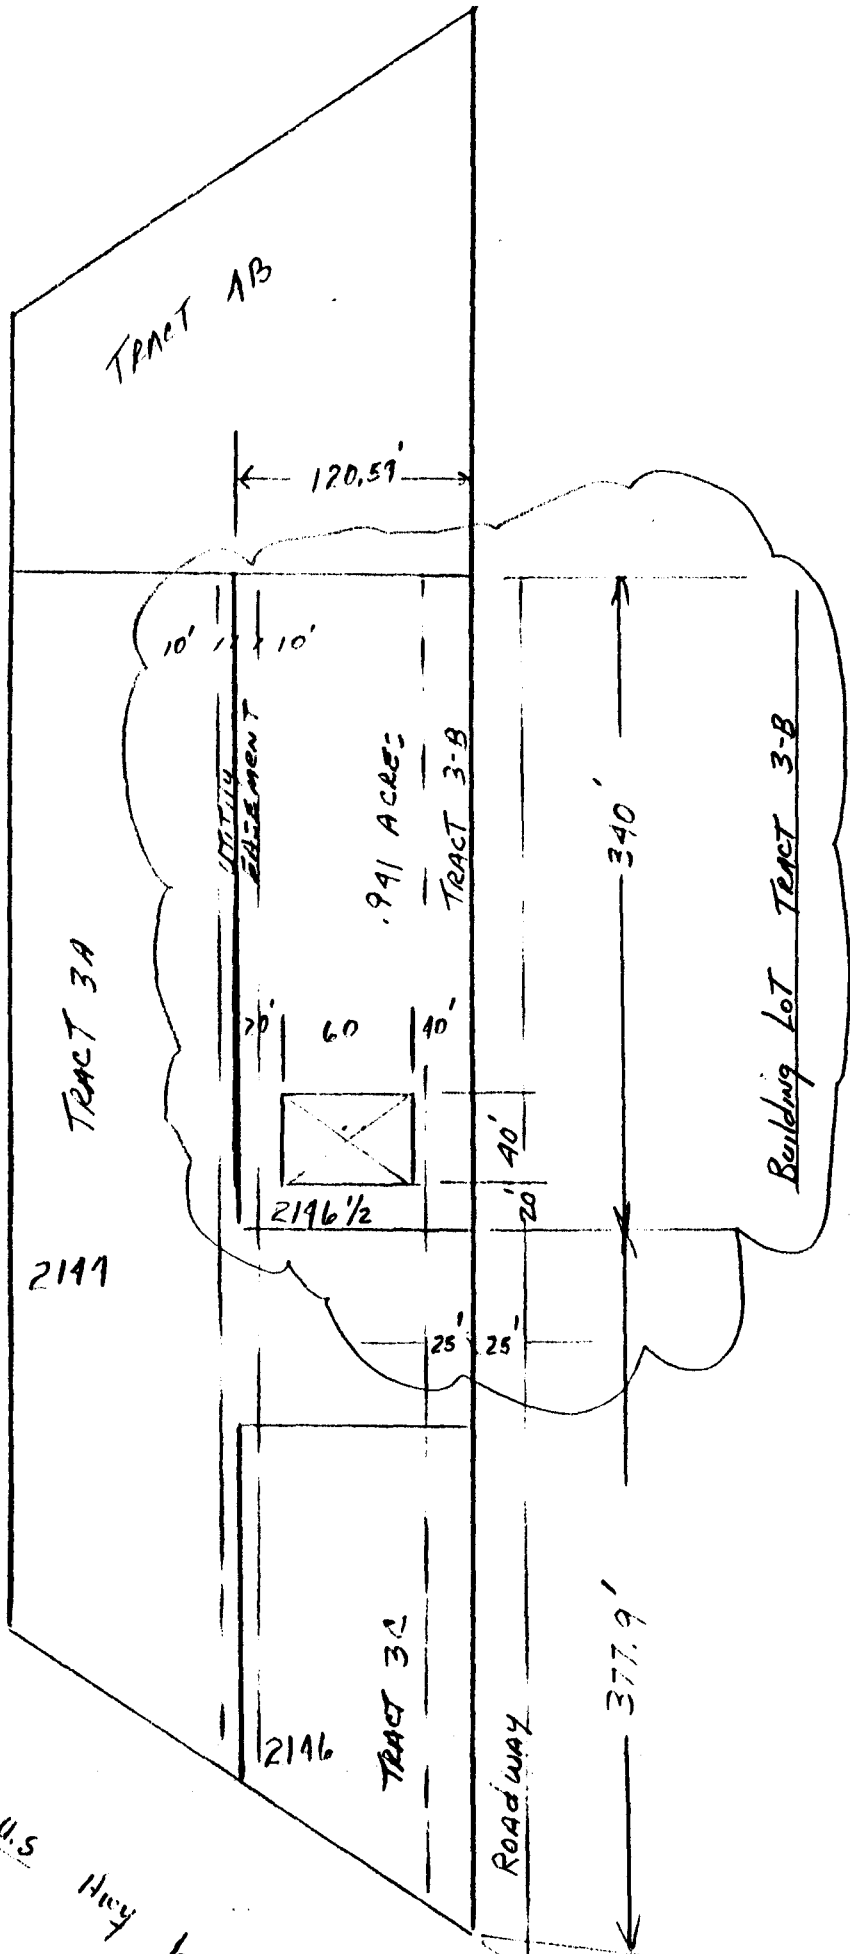 TRACT 1B
120.59'
10' 10'
UTILITY
EASEMENT
.941 ACRES
TRACT 3-B
340'
Building LoT TRACT 3-B
TRACT 3A
20' 60 40'
40'
20'
2146 1/2
25' 25'
2144
377.9'
TRACT 3C
2146
ROADWAY
U.S Hwy